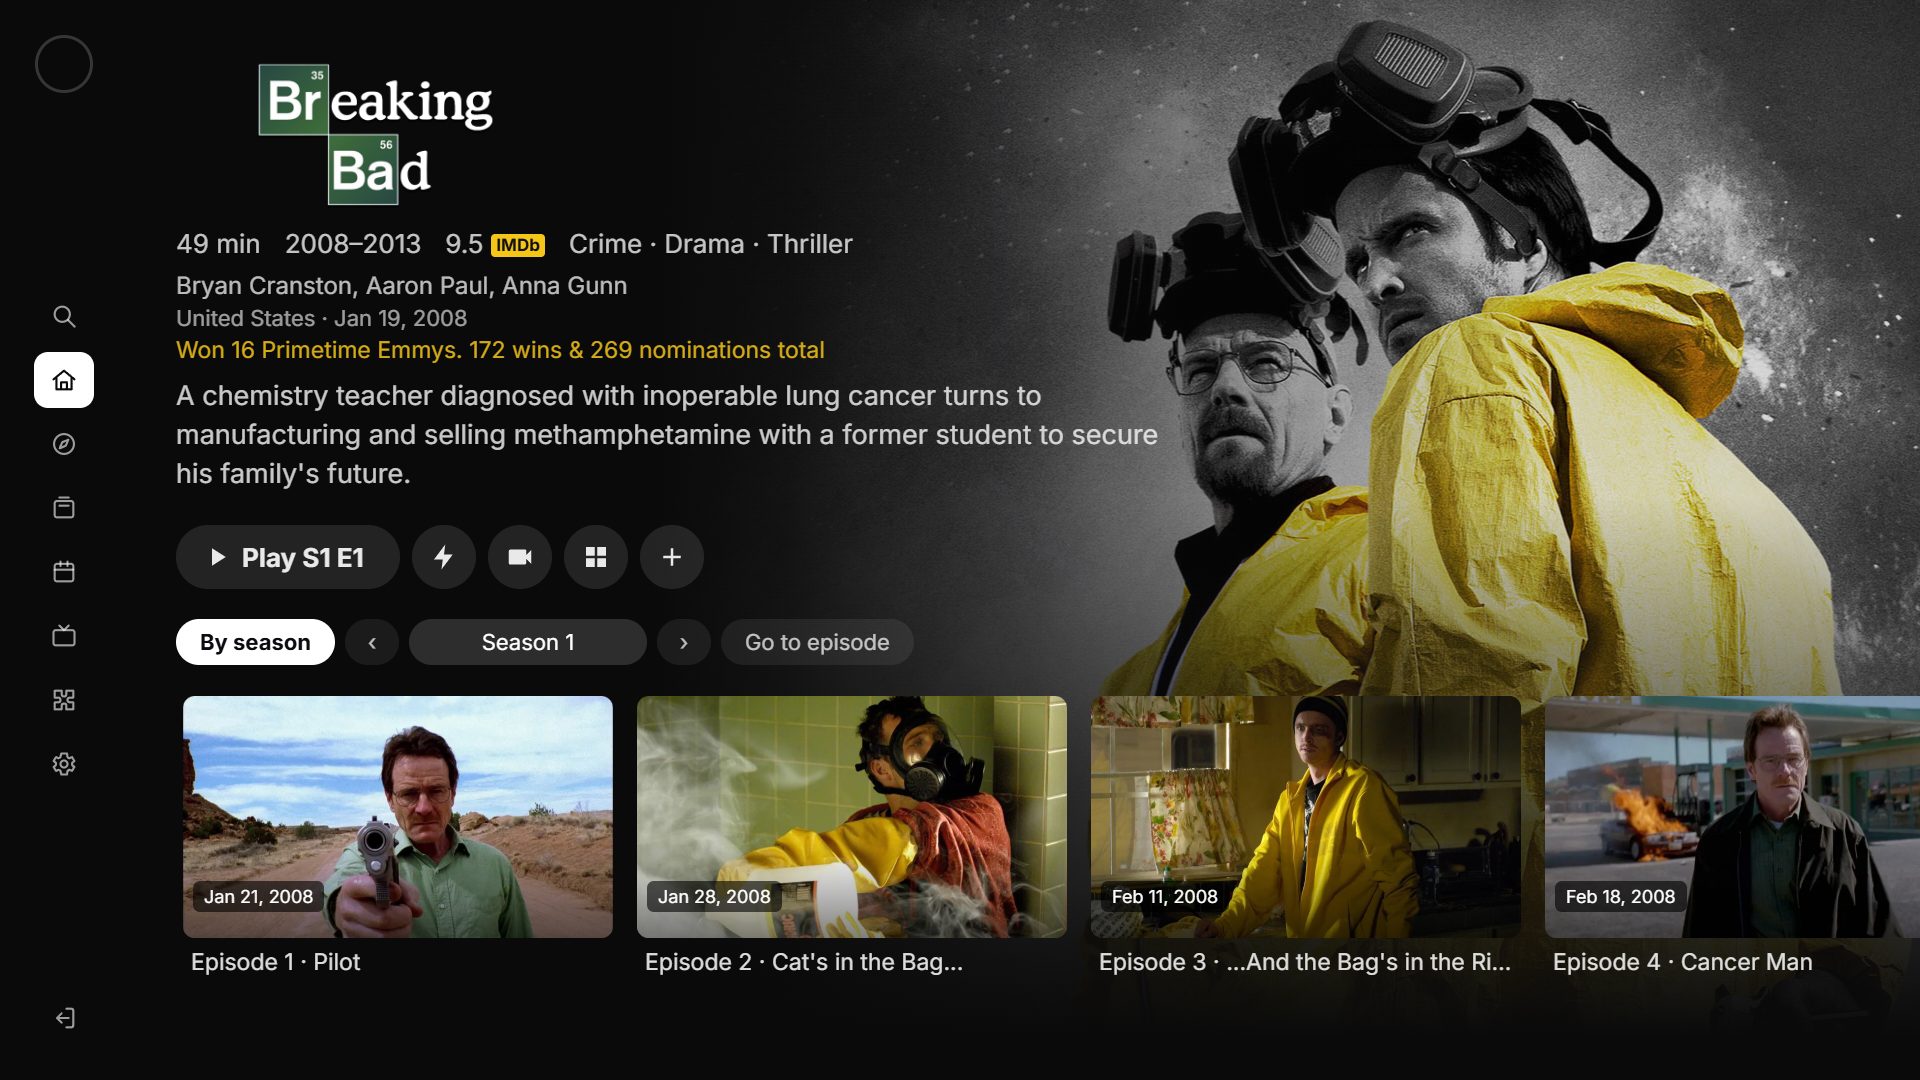 35
Breaking
56
Bad
49 min 2008–2013 9.5 IMDb Crime · Drama · Thriller
Bryan Cranston, Aaron Paul, Anna Gunn
United States · Jan 19, 2008
Won 16 Primetime Emmys. 172 wins & 269 nominations total
A chemistry teacher diagnosed with inoperable lung cancer turns to
manufacturing and selling methamphetamine with a former student to secure
his family's future.
Play S1 E1
By season ‹ Season 1 › Go to episode
Jan 21, 2008 Jan 28, 2008 Feb 11, 2008 Feb 18, 2008
Episode 1 · Pilot Episode 2 · Cat's in the Bag... Episode 3 · ...And the Bag's in the Ri... Episode 4 · Cancer Man